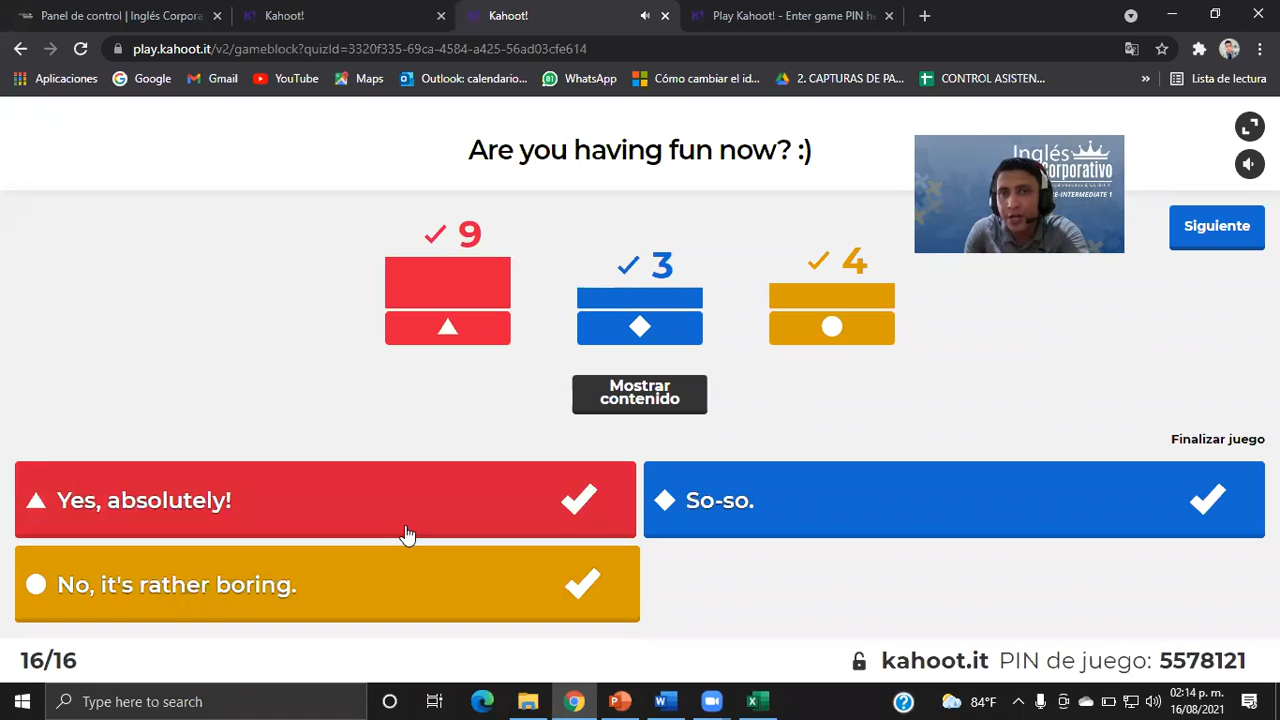 Panel de control | Inglés Corpora
Kahoot!
Kahoot!
Play Kahoot! - Enter game PIN he
play.kahoot.it/v2/gameblock?quizId=3320f335-69ca-4584-a425-56ad03cfe614
Aplicaciones
Google
Gmail
YouTube
Maps
Outlook: calendario...
WhatsApp
Cómo cambiar el id...
2. CAPTURAS DE PA...
CONTROL ASISTEN...
»
Lista de lectura
Are you having fun now? :)
Inglés
Corporativo
E-INTERMEDIATE 1
Siguiente
9
3
4
Mostrar
contenido
Finalizar juego
Yes, absolutely!
So-so.
No, it's rather boring.
16/16
kahoot.it PIN de juego: 5578121
Type here to search
84°F
02:14 p. m.
16/08/2021